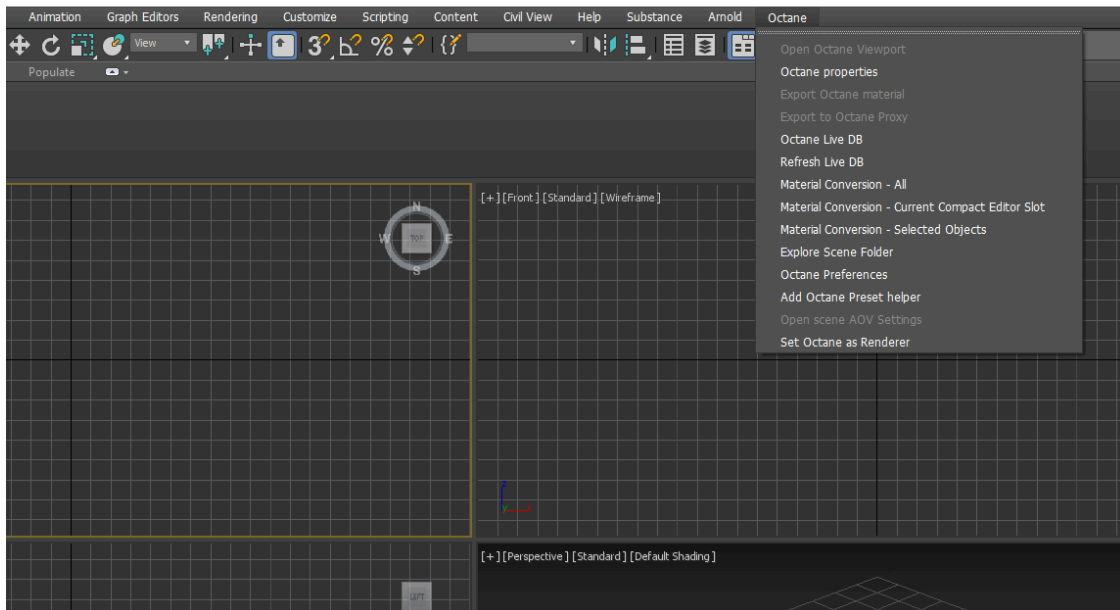 Animation Graph Editors Rendering Customize Scripting Content Civil View Help Substance Arnold Octane
View
Populate
Open Octane Viewport
Octane properties
Export Octane material
Export to Octane Proxy
Octane Live DB
Refresh Live DB
Material Conversion - All
Material Conversion - Current Compact Editor Slot
Material Conversion - Selected Objects
Explore Scene Folder
Octane Preferences
Add Octane Preset helper
Open scene AOV Settings
Set Octane as Renderer
N
W TOP E
S
[+] [Front] [Standard] [Wireframe]
z
y x
[+] [Perspective] [Standard] [Default Shading]
LEFT